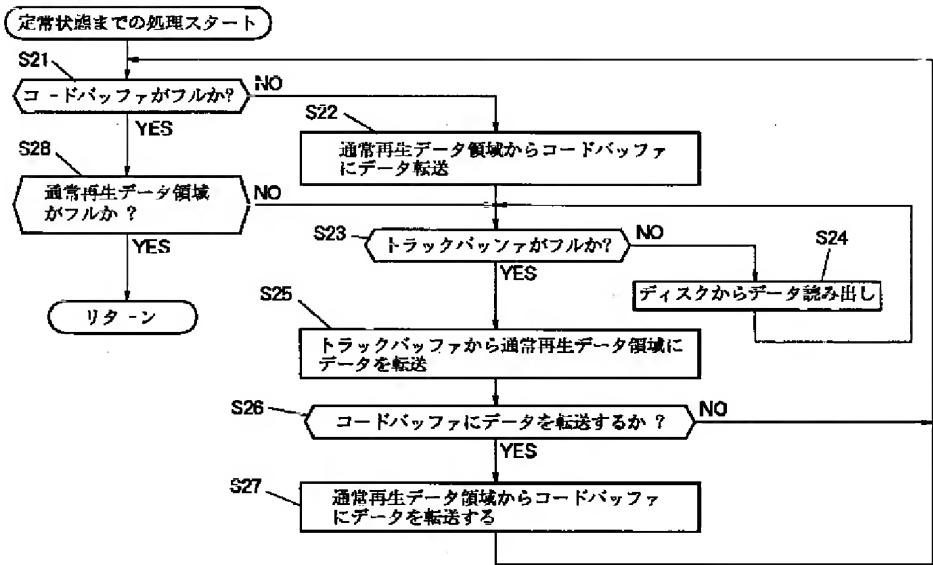 定常状態までの処理スタート
S21
コードバッファがフルか?
NO
YES
S22
通常再生データ領域からコードバッファ
にデータ転送
S28
通常再生データ領域
がフルか ?
NO
YES
リターン
S23
トラックバッファがフルか?
NO
YES
S24
ディスクからデータ読み出し
S25
トラックバッファから通常再生データ領域に
データを転送
S26
コードバッファにデータを転送するか ?
NO
YES
S27
通常再生データ領域からコードバッファ
にデータを転送する